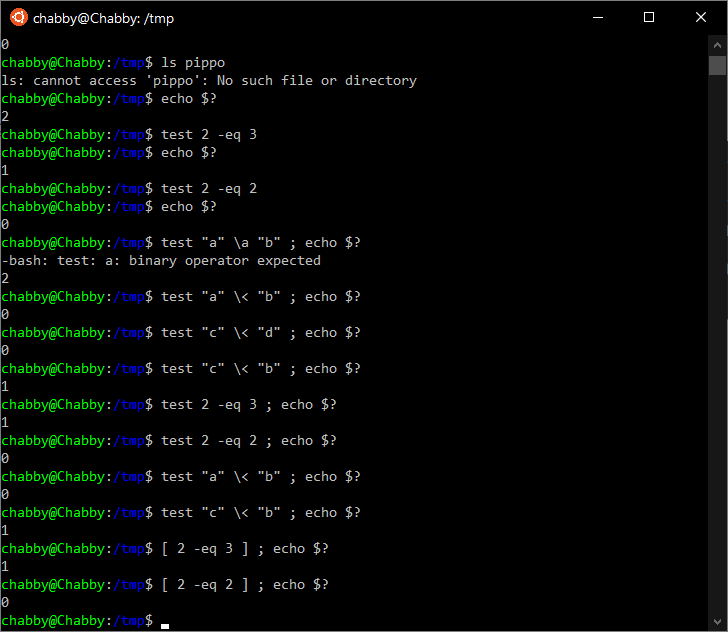 chabby@Chabby: /tmp
0
chabby@Chabby:/tmp$ ls pippo
ls: cannot access 'pippo': No such file or directory
chabby@Chabby:/tmp$ echo $?
2
chabby@Chabby:/tmp$ test 2 -eq 3
chabby@Chabby:/tmp$ echo $?
1
chabby@Chabby:/tmp$ test 2 -eq 2
chabby@Chabby:/tmp$ echo $?
0
chabby@Chabby:/tmp$ test "a" \a "b" ; echo $?
-bash: test: a: binary operator expected
2
chabby@Chabby:/tmp$ test "a" \< "b" ; echo $?
0
chabby@Chabby:/tmp$ test "c" \< "d" ; echo $?
0
chabby@Chabby:/tmp$ test "c" \< "b" ; echo $?
1
chabby@Chabby:/tmp$ test 2 -eq 3 ; echo $?
1
chabby@Chabby:/tmp$ test 2 -eq 2 ; echo $?
0
chabby@Chabby:/tmp$ test "a" \< "b" ; echo $?
0
chabby@Chabby:/tmp$ test "c" \< "b" ; echo $?
1
chabby@Chabby:/tmp$ [ 2 -eq 3 ] ; echo $?
1
chabby@Chabby:/tmp$ [ 2 -eq 2 ] ; echo $?
0
chabby@Chabby:/tmp$